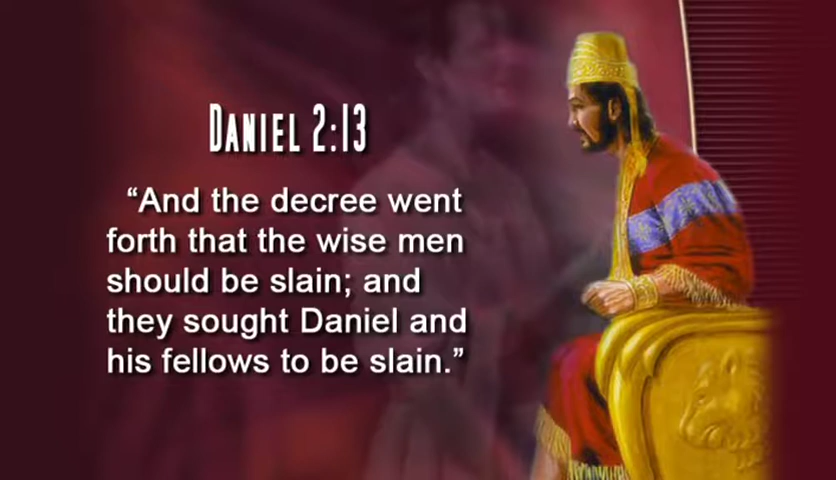 DANIEL 2:13
“And the decree went
forth that the wise men
should be slain; and
they sought Daniel and
his fellows to be slain.”